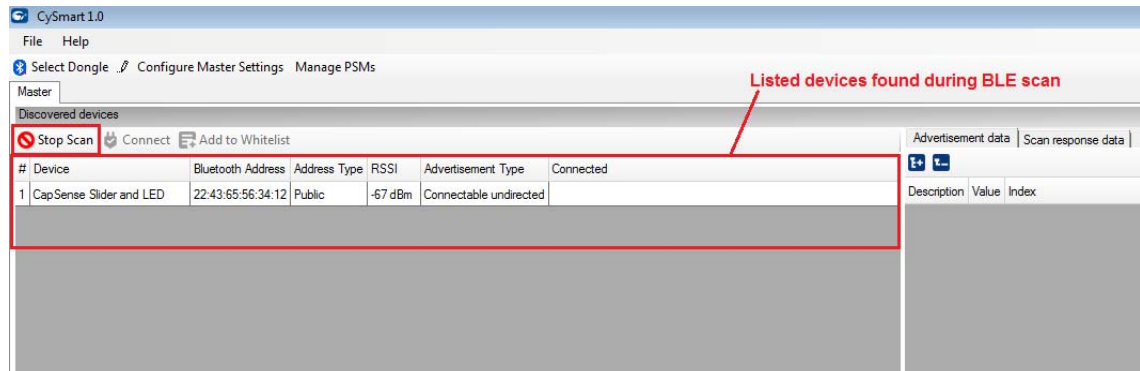 CySmart 1.0
File Help
Select Dongle Configure Master Settings Manage PSMs
Listed devices found during BLE scan
Master
Discovered devices
Stop Scan Connect Add to Whitelist Advertisement data Scan response data
# Device Bluetooth Address Address Type RSSI Advertisement Type Connected
Description Value Index
1 CapSense Slider and LED 22:43:65:56:34:12 Public -67 dBm Connectable undirected